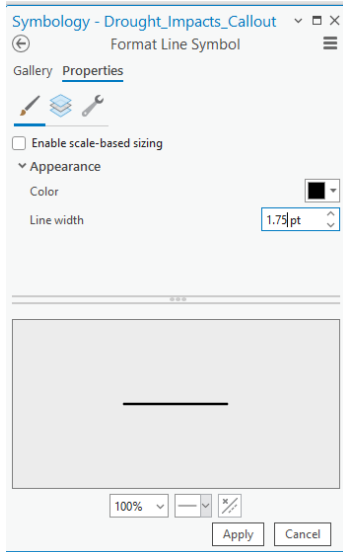 Symbology - Drought_Impacts_Callout
Format Line Symbol
Gallery Properties
Enable scale-based sizing
Appearance
Color
Line width 1.75 pt
100%
Apply Cancel